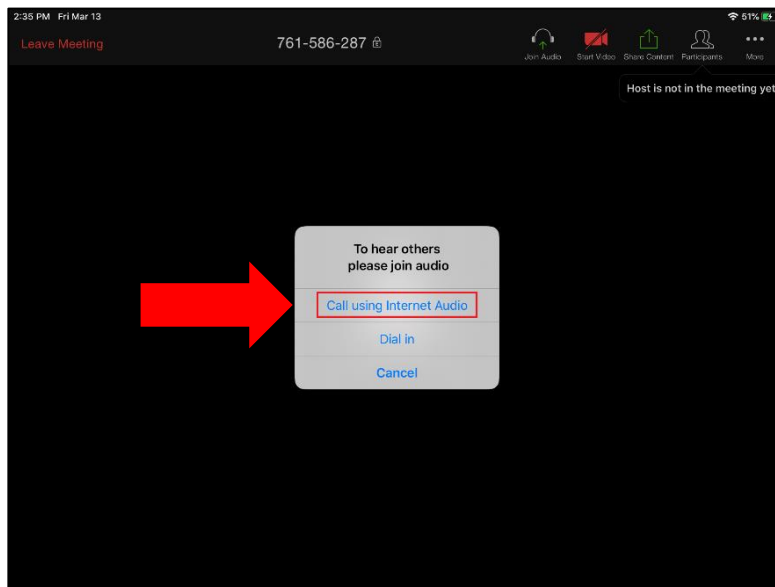 2:35 PM Fri Mar 13 51%
Leave Meeting 761-586-287
Join Audio Start Video Share Content Participants More
Host is not in the meeting yet
To hear others
please join audio
Call using Internet Audio
Dial in
Cancel